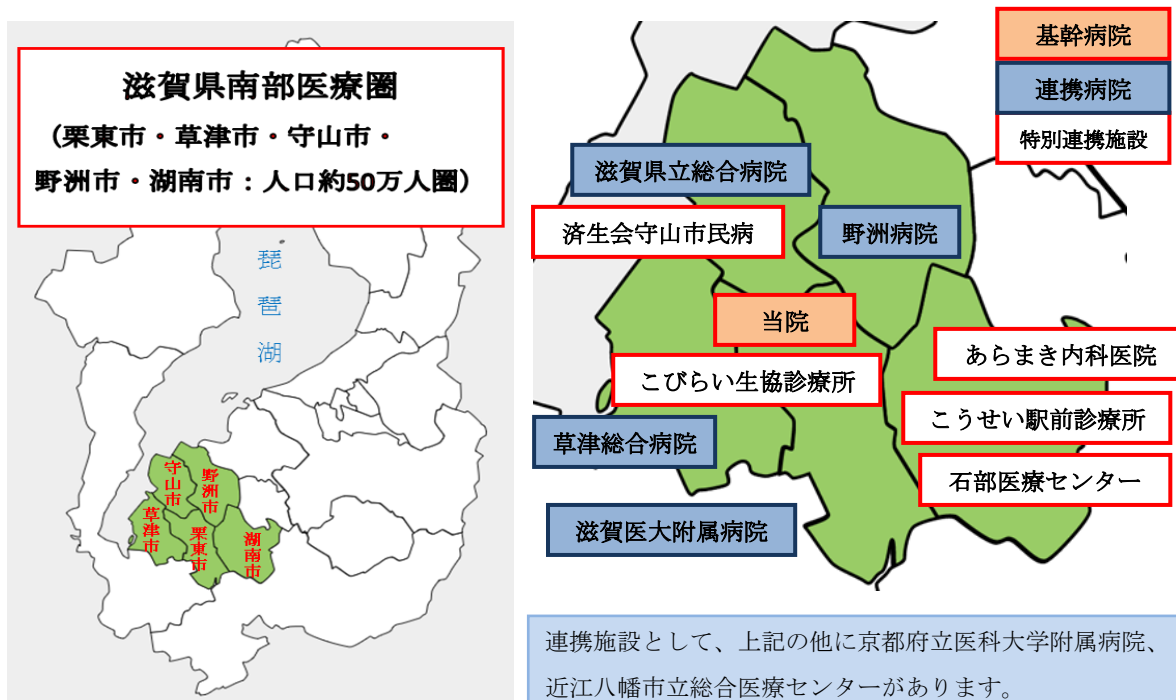 滋賀県南部医療圏
（栗東市・草津市・守山市・
野洲市・湖南市：人口約50万人圏）
琵琶湖
守山市
野洲市
草津市
栗東市
湖南市
基幹病院
連携病院
特別連携施設
滋賀県立総合病院
済生会守山市民病
野洲病院
当院
あらまき内科医院
こびらい生協診療所
こうせい駅前診療所
草津総合病院
石部医療センター
滋賀医大附属病院
連携施設として、上記の他に京都府立医科大学附属病院、
近江八幡市立総合医療センターがあります。